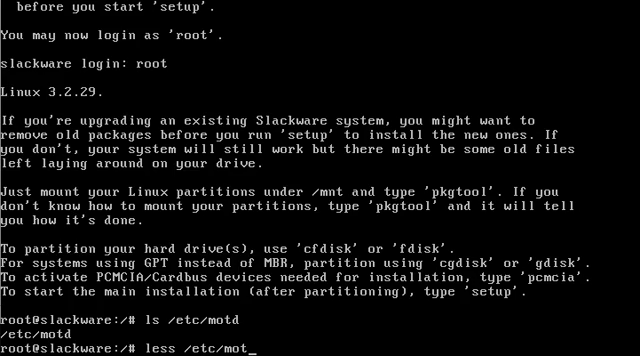 before you start 'setup'.
You may now login as 'root'.
slackware login: root
Linux 3.2.29.
If you're upgrading an existing Slackware system, you might want to
remove old packages before you run 'setup' to install the new ones. If
you don't, your system will still work but there might be some old files
left laying around on your drive.
Just mount your Linux partitions under /mnt and type 'pkgtool'. If you
don't know how to mount your partitions, type 'pkgtool' and it will tell
you how it's done.
To partition your hard drive(s), use 'cfdisk' or 'fdisk'.
For systems using GPT instead of MBR, partition using 'cgdisk' or 'gdisk'.
To activate PCMCIA/Cardbus devices needed for installation, type 'pcmcia'.
To start the main installation (after partitioning), type 'setup'.
root@slackware:/# ls /etc/motd
/etc/motd
root@slackware:/# less /etc/mot_